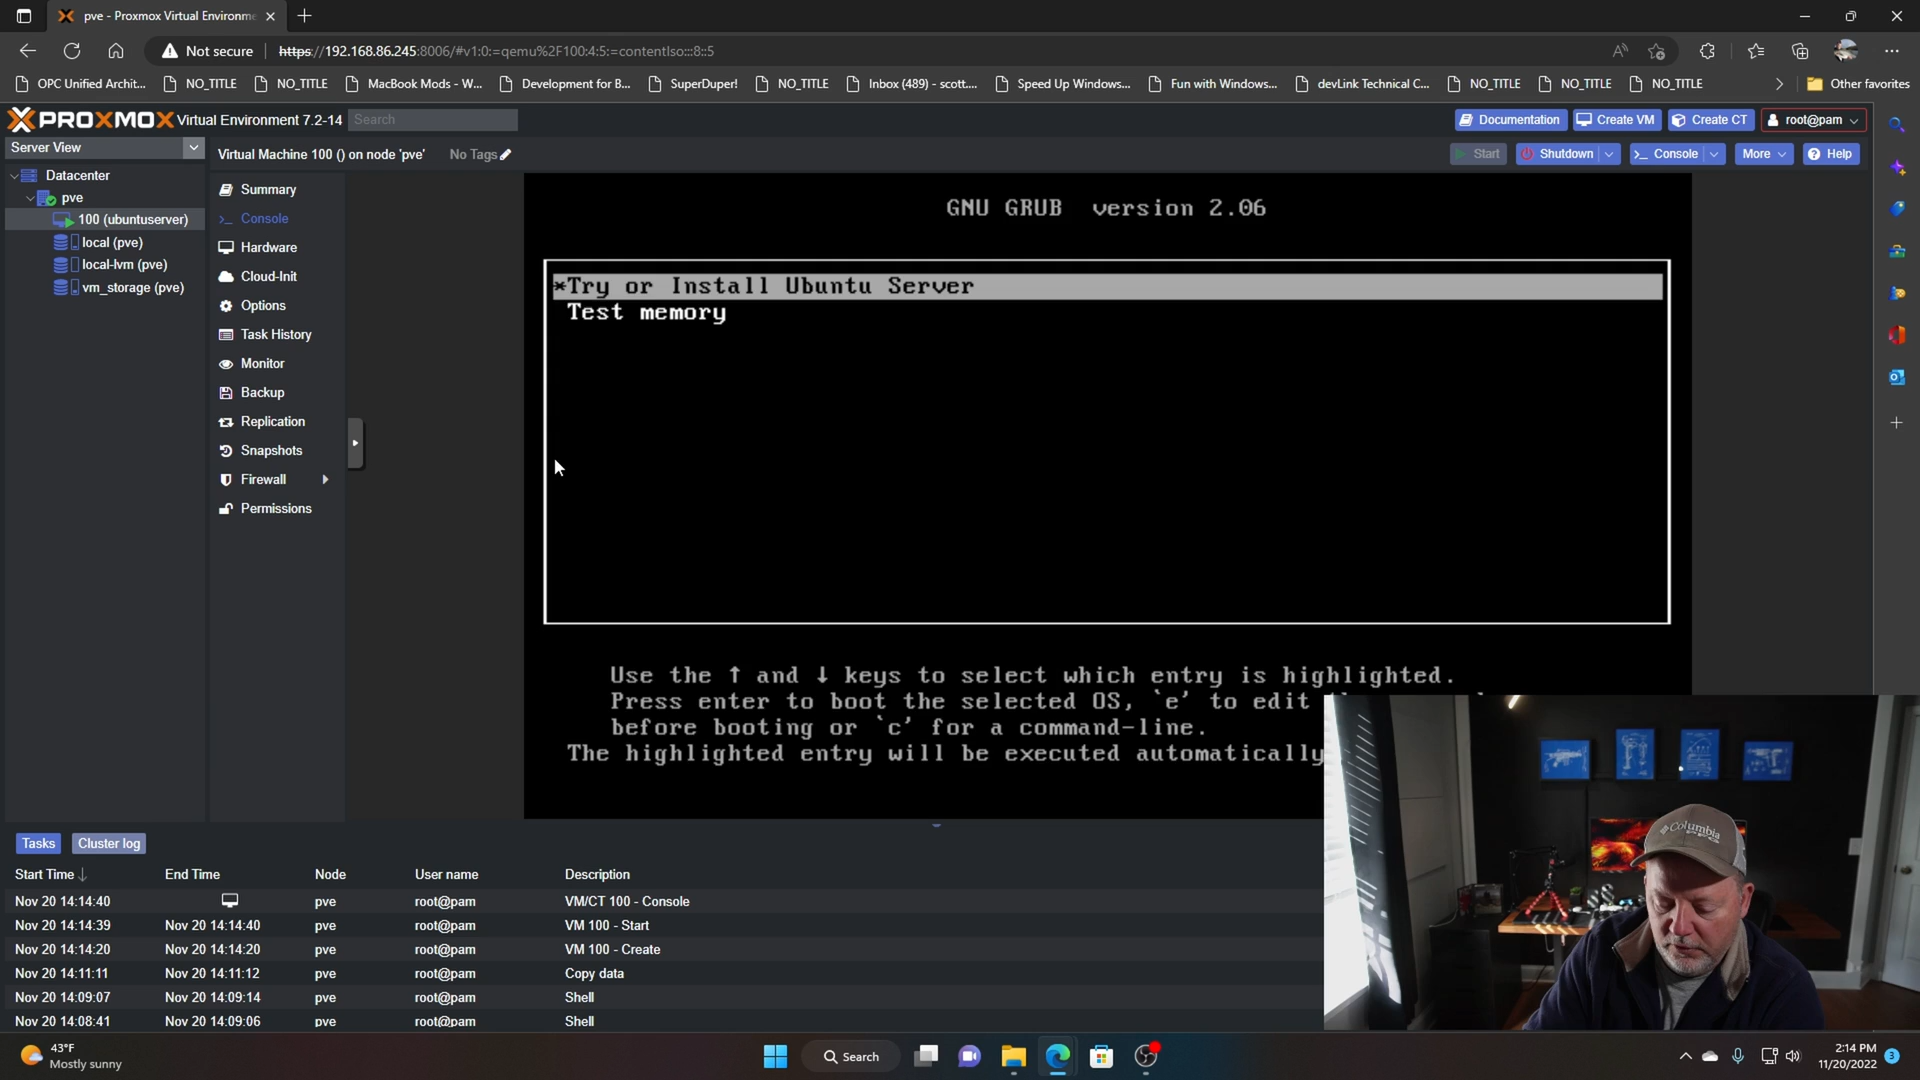 pve - Proxmox Virtual Environme
Not secure
https://192.168.86.245:8006/#v1:0:=qemu%2F100:4:5:=contentIso:::8::5
OPC Unified Archit...
NO_TITLE
NO_TITLE
MacBook Mods - W...
Development for B...
SuperDuper!
NO_TITLE
Inbox (489) - scott....
Speed Up Windows...
Fun with Windows...
devLink Technical C...
NO_TITLE
NO_TITLE
NO_TITLE
Other favorites
PROXMOX Virtual Environment 7.2-14
Search
Documentation
Create VM
Create CT
root@pam
Server View
Virtual Machine 100 () on node 'pve'
No Tags
Start
Shutdown
Console
More
Help
Datacenter
pve
100 (ubuntuserver)
local (pve)
local-lvm (pve)
vm_storage (pve)
Summary
Console
Hardware
Cloud-Init
Options
Task History
Monitor
Backup
Replication
Snapshots
Firewall
Permissions
GNU GRUB version 2.06
*Try or Install Ubuntu Server
Test memory
Use the ↑ and ↓ keys to select which entry is highlighted.
Press enter to boot the selected OS, `e' to edit
before booting or `c' for a command-line.
The highlighted entry will be executed automatically
Columbia
Tasks
Cluster log
Start Time
End Time
Node
User name
Description
Nov 20 14:14:40
pve
root@pam
VM/CT 100 - Console
Nov 20 14:14:39
Nov 20 14:14:40
pve
root@pam
VM 100 - Start
Nov 20 14:14:20
Nov 20 14:14:20
pve
root@pam
VM 100 - Create
Nov 20 14:11:11
Nov 20 14:11:12
pve
root@pam
Copy data
Nov 20 14:09:07
Nov 20 14:09:14
pve
root@pam
Shell
Nov 20 14:08:41
Nov 20 14:09:06
pve
root@pam
Shell
43°F
Mostly sunny
Search
2:14 PM
11/20/2022
3